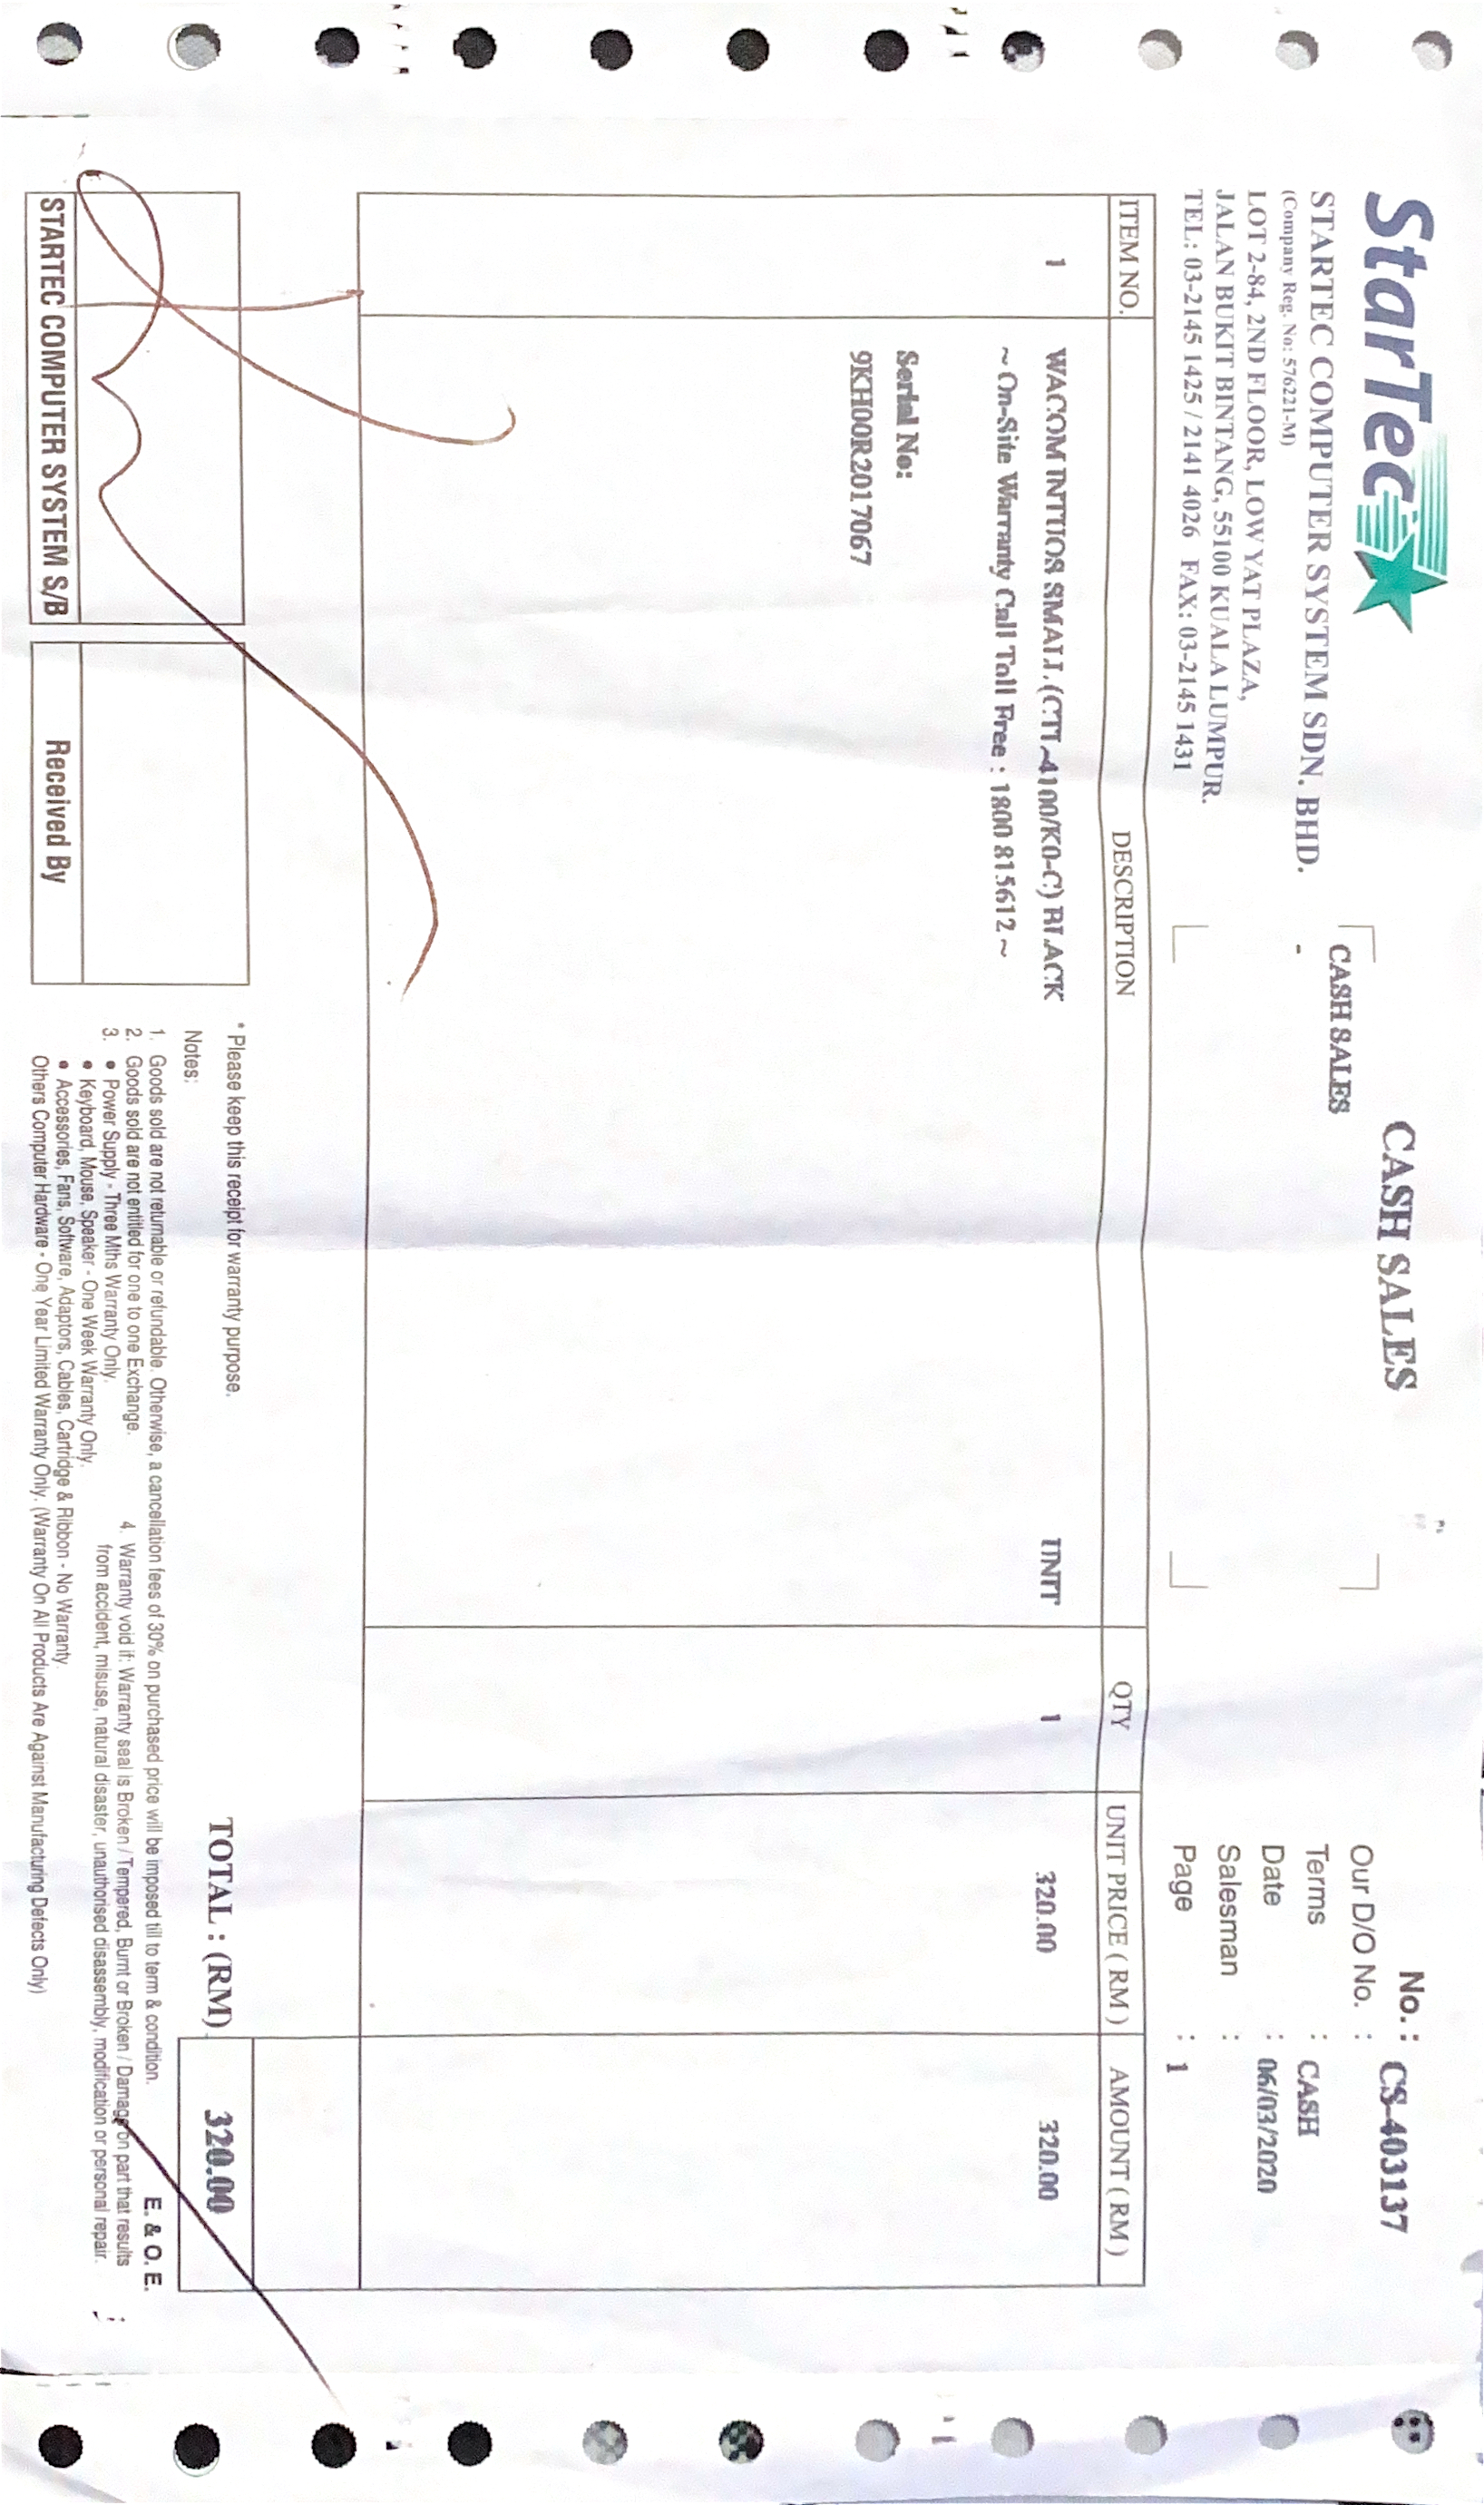 StarTec
STARTEC COMPUTER SYSTEM SDN. BHD.
(Company Reg. No: 576221-M)
LOT 2-84, 2ND FLOOR, LOW YAT PLAZA,
JALAN BUKIT BINTANG, 55100 KUALA LUMPUR.
TEL: 03-2145 1425 / 2141 4026 FAX: 03-2145 1431
CASH SALES
CASH SALES
-
No. : CS-403137
Our D/O No. :
Terms : CASH
Date : 06/03/2020
Salesman :
Page : 1
ITEM NO. DESCRIPTION QTY UNIT PRICE ( RM ) AMOUNT ( RM )
1 WACOM INTUOS SMALL (CTL-4100/K0-C) BLACK UNIT 1 320.00 320.00
~ On-Site Warranty Call Toll Free : 1800 815612 ~
Serial No:
9KH00R2017067
TOTAL : (RM) 320.00
STARTEC COMPUTER SYSTEM S/B
Received By
* Please keep this receipt for warranty purpose.
Notes:
1. Goods sold are not returnable or refundable. Otherwise, a cancellation fees of 30% on purchased price will be imposed till to term & condition.
E. & O. E.
2. Goods sold are not entitled for one to one Exchange.
3. • Power Supply - Three Mths Warranty Only.
• Keyboard, Mouse, Speaker - One Week Warranty Only.
• Accessories, Fans, Software, Adaptors, Cables, Cartridge & Ribbon - No Warranty.
Others Computer Hardware - One Year Limited Warranty Only. (Warranty On All Products Are Against Manufacturing Defects Only)
4. Warranty void if: Warranty seal is Broken / Tempered, Burnt or Broken / Damage on part that results
from accident, misuse, natural disaster, unauthorised disassembly, modification or personal repair.